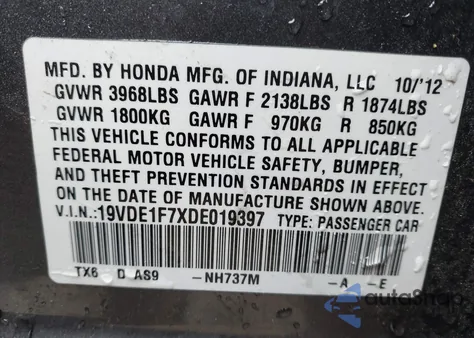 MFD. BY HONDA MFG. OF INDIANA, LLC 10/'12
GVWR 3968LBS GAWR F 2138LBS R 1874LBS
GVWR 1800KG GAWR F 970KG R 850KG
THIS VEHICLE CONFORMS TO ALL APPLICABLE
FEDERAL MOTOR VEHICLE SAFETY, BUMPER,
AND THEFT PREVENTION STANDARDS IN EFFECT
ON THE DATE OF MANUFACTURE SHOWN ABOVE.
V.I.N.:19VDE1F7XDE019397 TYPE: PASSENGER CAR
TX6 D AS9 -NH737M -A -E
autoShop